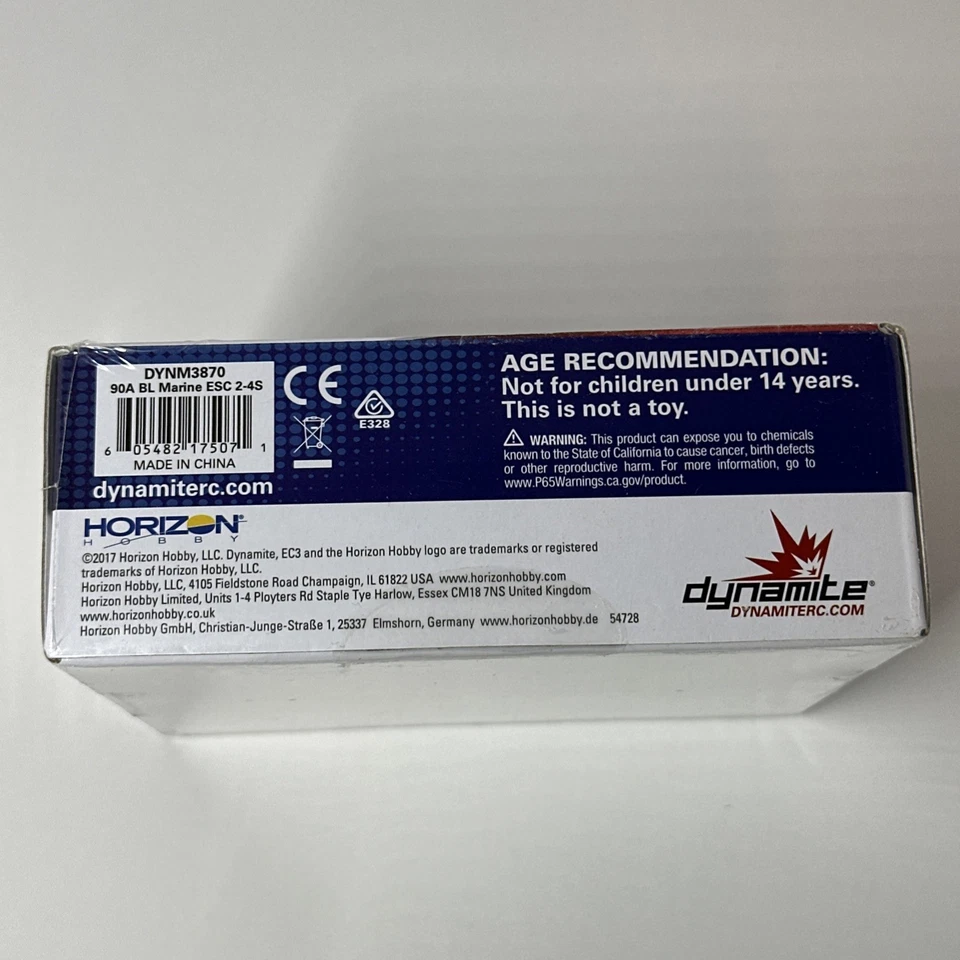 DYNM3870
90A BL Marine ESC 2-4S
6 05482 17507 1
MADE IN CHINA
dynamiterc.com
CE
E328
AGE RECOMMENDATION:
Not for children under 14 years.
This is not a toy.
WARNING: This product can expose you to chemicals
known to the State of California to cause cancer, birth defects
or other reproductive harm. For more information, go to
www.P65Warnings.ca.gov/product.
HORIZON®
HOBBY
©2017 Horizon Hobby, LLC. Dynamite, EC3 and the Horizon Hobby logo are trademarks or registered
trademarks of Horizon Hobby, LLC.
Horizon Hobby, LLC, 4105 Fieldstone Road Champaign, IL 61822 USA www.horizonhobby.com
Horizon Hobby Limited, Units 1-4 Ployters Rd Staple Tye Harlow, Essex CM18 7NS United Kingdom
www.horizonhobby.co.uk
Horizon Hobby GmbH, Christian-Junge-Straße 1, 25337 Elmshorn, Germany www.horizonhobby.de 54728
dynamite®
DYNAMITERC.COM